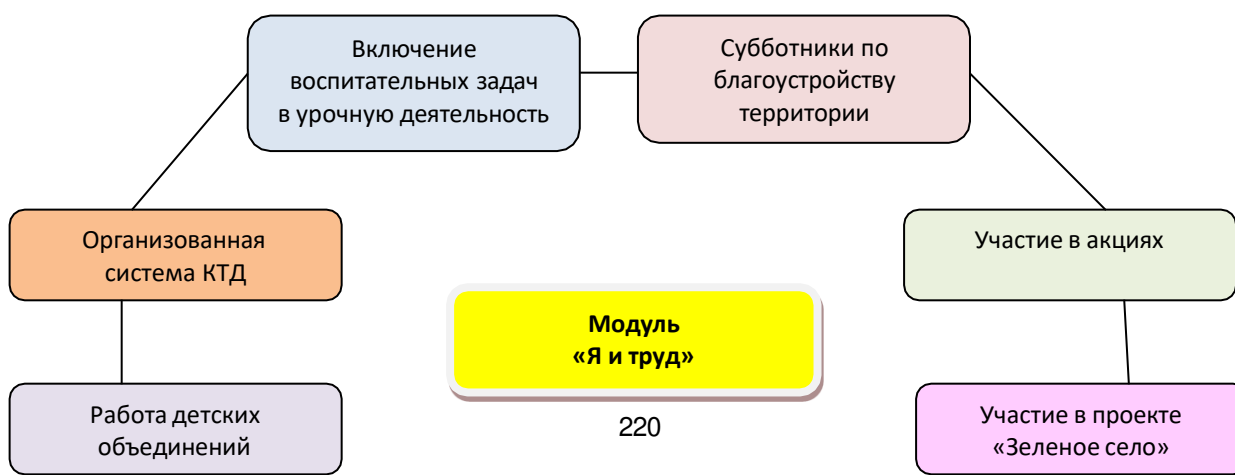 Включение
воспитательных задач
в урочную деятельность
Субботники по
благоустройству
территории
Организованная
система КТД
Участие в акциях
Модуль
«Я и труд»
Работа детских
объединений
220
Участие в проекте
«Зеленое село»